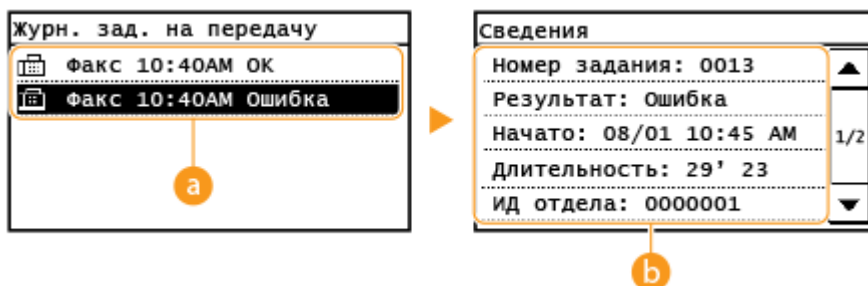 Журн. зад. на передачу
Факс 10:40AM ОК
Факс 10:40AM Ошибка
a
Сведения
Номер задания: 0013
Результат: Ошибка
Начато: 08/01 10:45 AM
Длительность: 29' 23
ИД отдела: 0000001
1/2
b